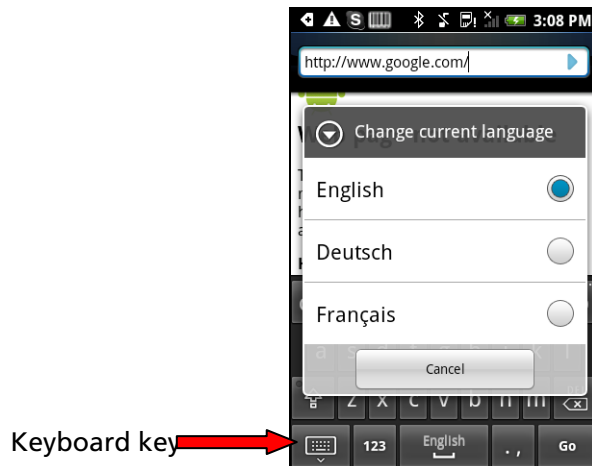 3:08 PM
http://www.google.com/
Change current language
English
Deutsch
Français
Cancel
z x c v b n m
Keyboard key
123 English . , Go